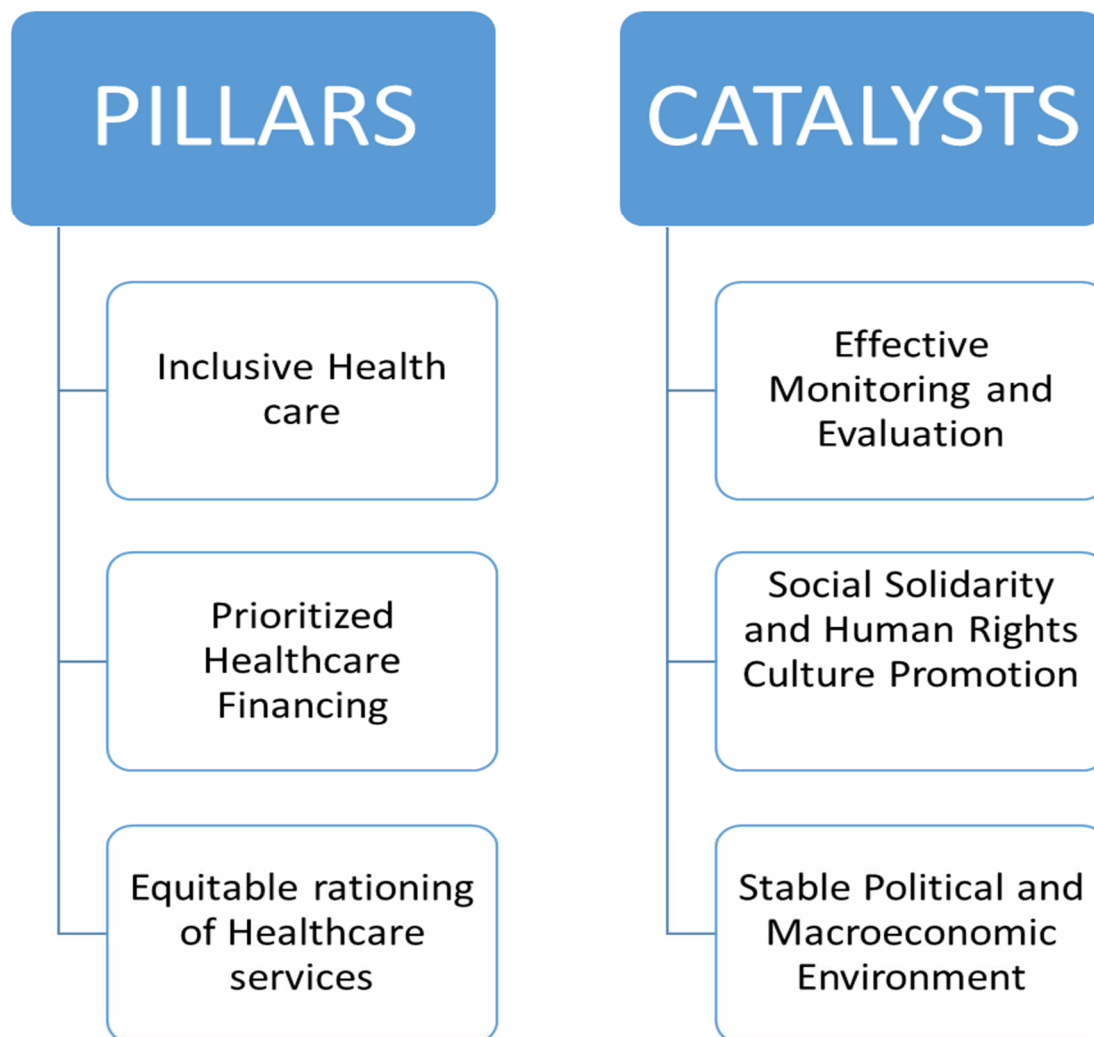 PILLARS
Inclusive Health
care
Prioritized
Healthcare
Financing
Equitable rationing
of Healthcare
services
CATALYSTS
Effective
Monitoring and
Evaluation
Social Solidarity
and Human Rights
Culture Promotion
Stable Political and
Macroeconomic
Environment